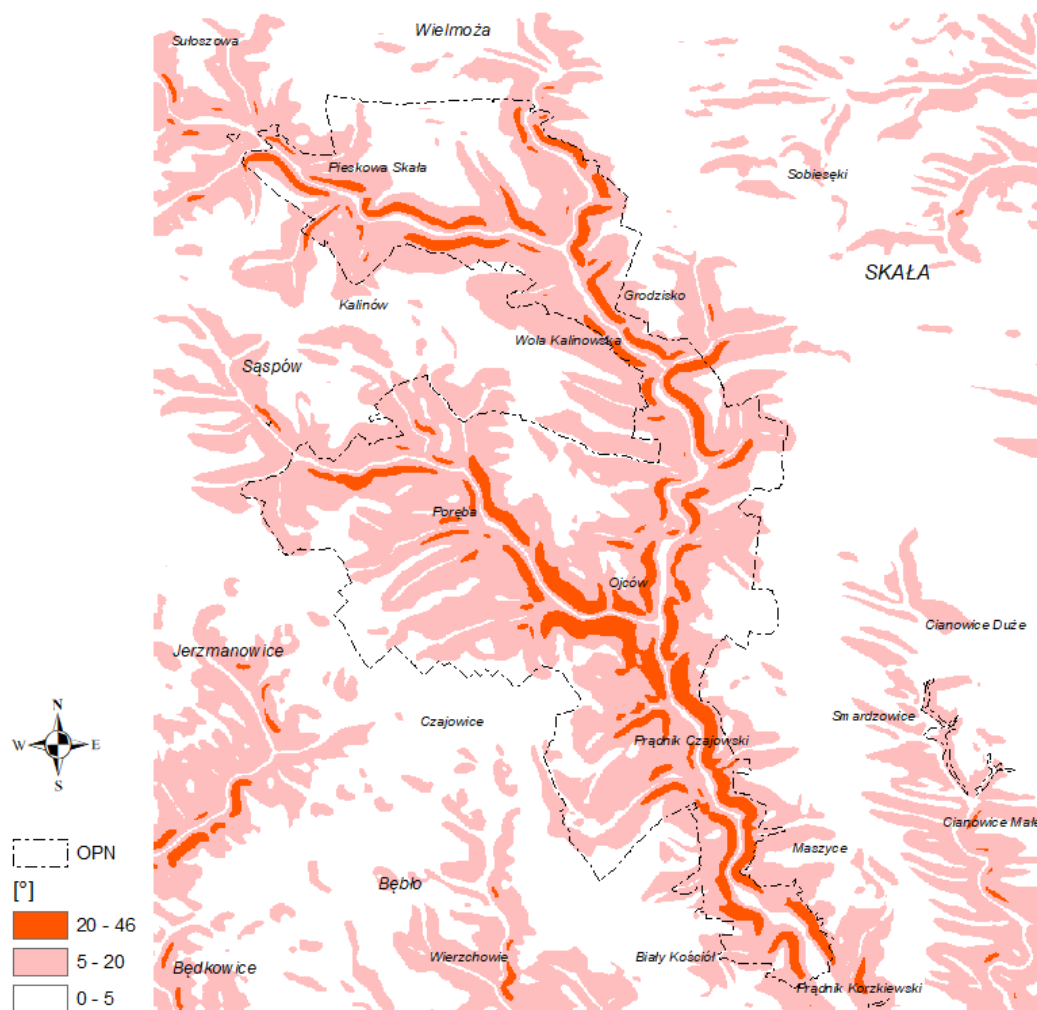 Wielmoża
Sułoszowa
Pieskowa Skała
Sobiesęki
SKAŁA
Grodzisko
Kalinów
Wola Kalinowska
Sąspów
Poręba
Ojców
Cianowice Duże
Jerzmanowice
Smardzowice
Czajowice
N
W
E
S
Prądnik Czajowski
Cianowice Małe
Maszyce
OPN
Bębło
[°]
20 - 46
5 - 20
0 - 5
Wierzchowie
Biały Kościół
Będkowice
Prądnik Korzkiewski